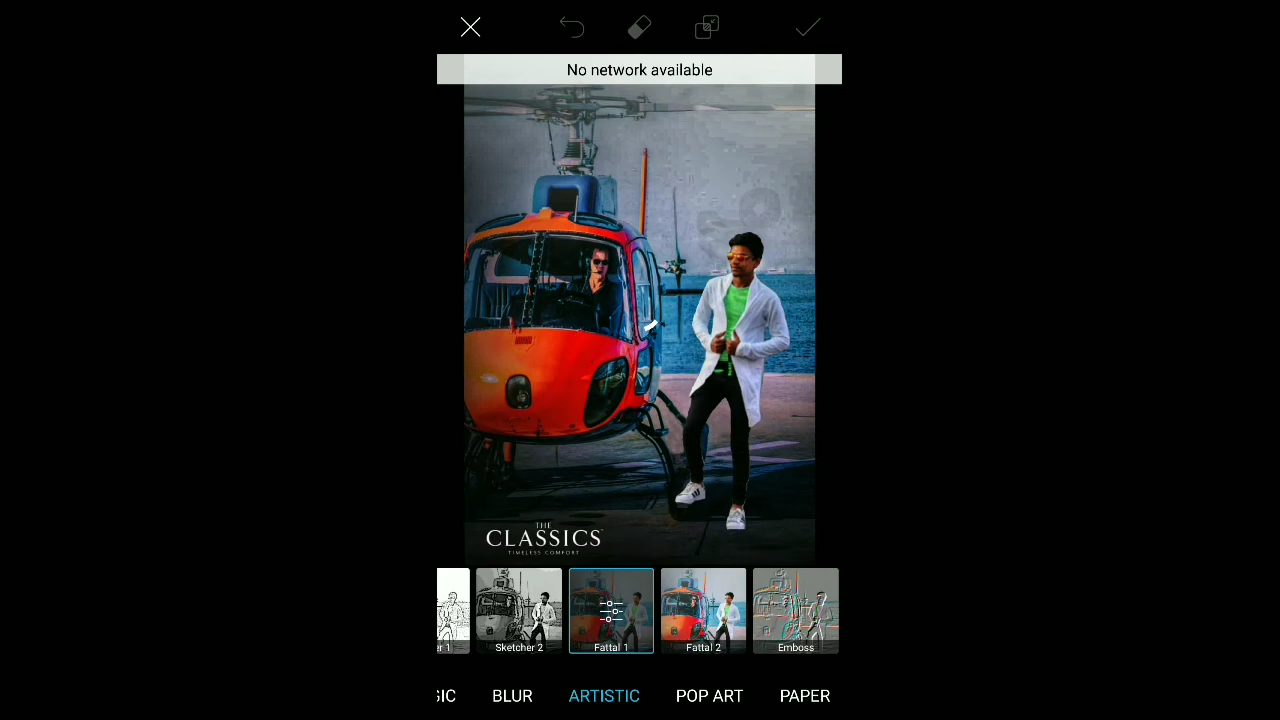 No network available
THE
CLASSICS
TIMELESS COMFORT
er 1
Sketcher 2
Fattal 1
Fattal 2
Emboss
GIC
BLUR
ARTISTIC
POP ART
PAPER